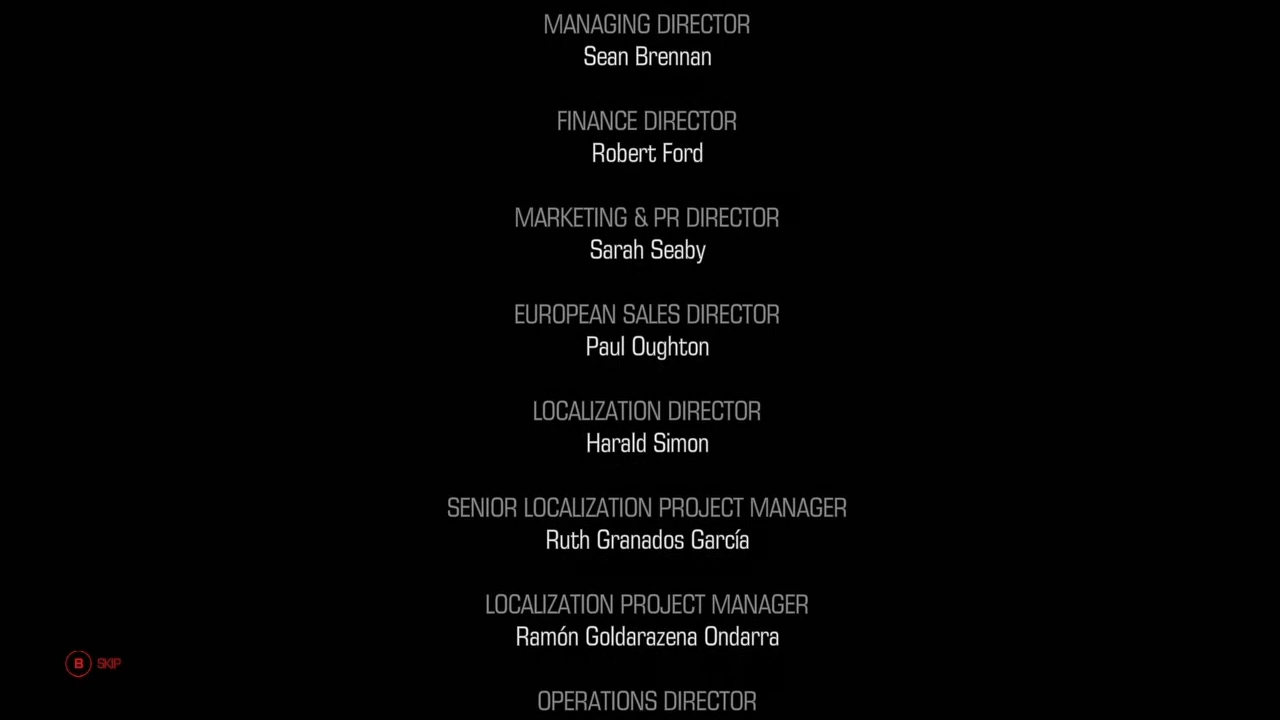 MANAGING DIRECTOR
Sean Brennan
FINANCE DIRECTOR
Robert Ford
MARKETING & PR DIRECTOR
Sarah Seaby
EUROPEAN SALES DIRECTOR
Paul Oughton
LOCALIZATION DIRECTOR
Harald Simon
SENIOR LOCALIZATION PROJECT MANAGER
Ruth Granados García
LOCALIZATION PROJECT MANAGER
Ramón Goldarazena Ondarra
B SKIP
OPERATIONS DIRECTOR